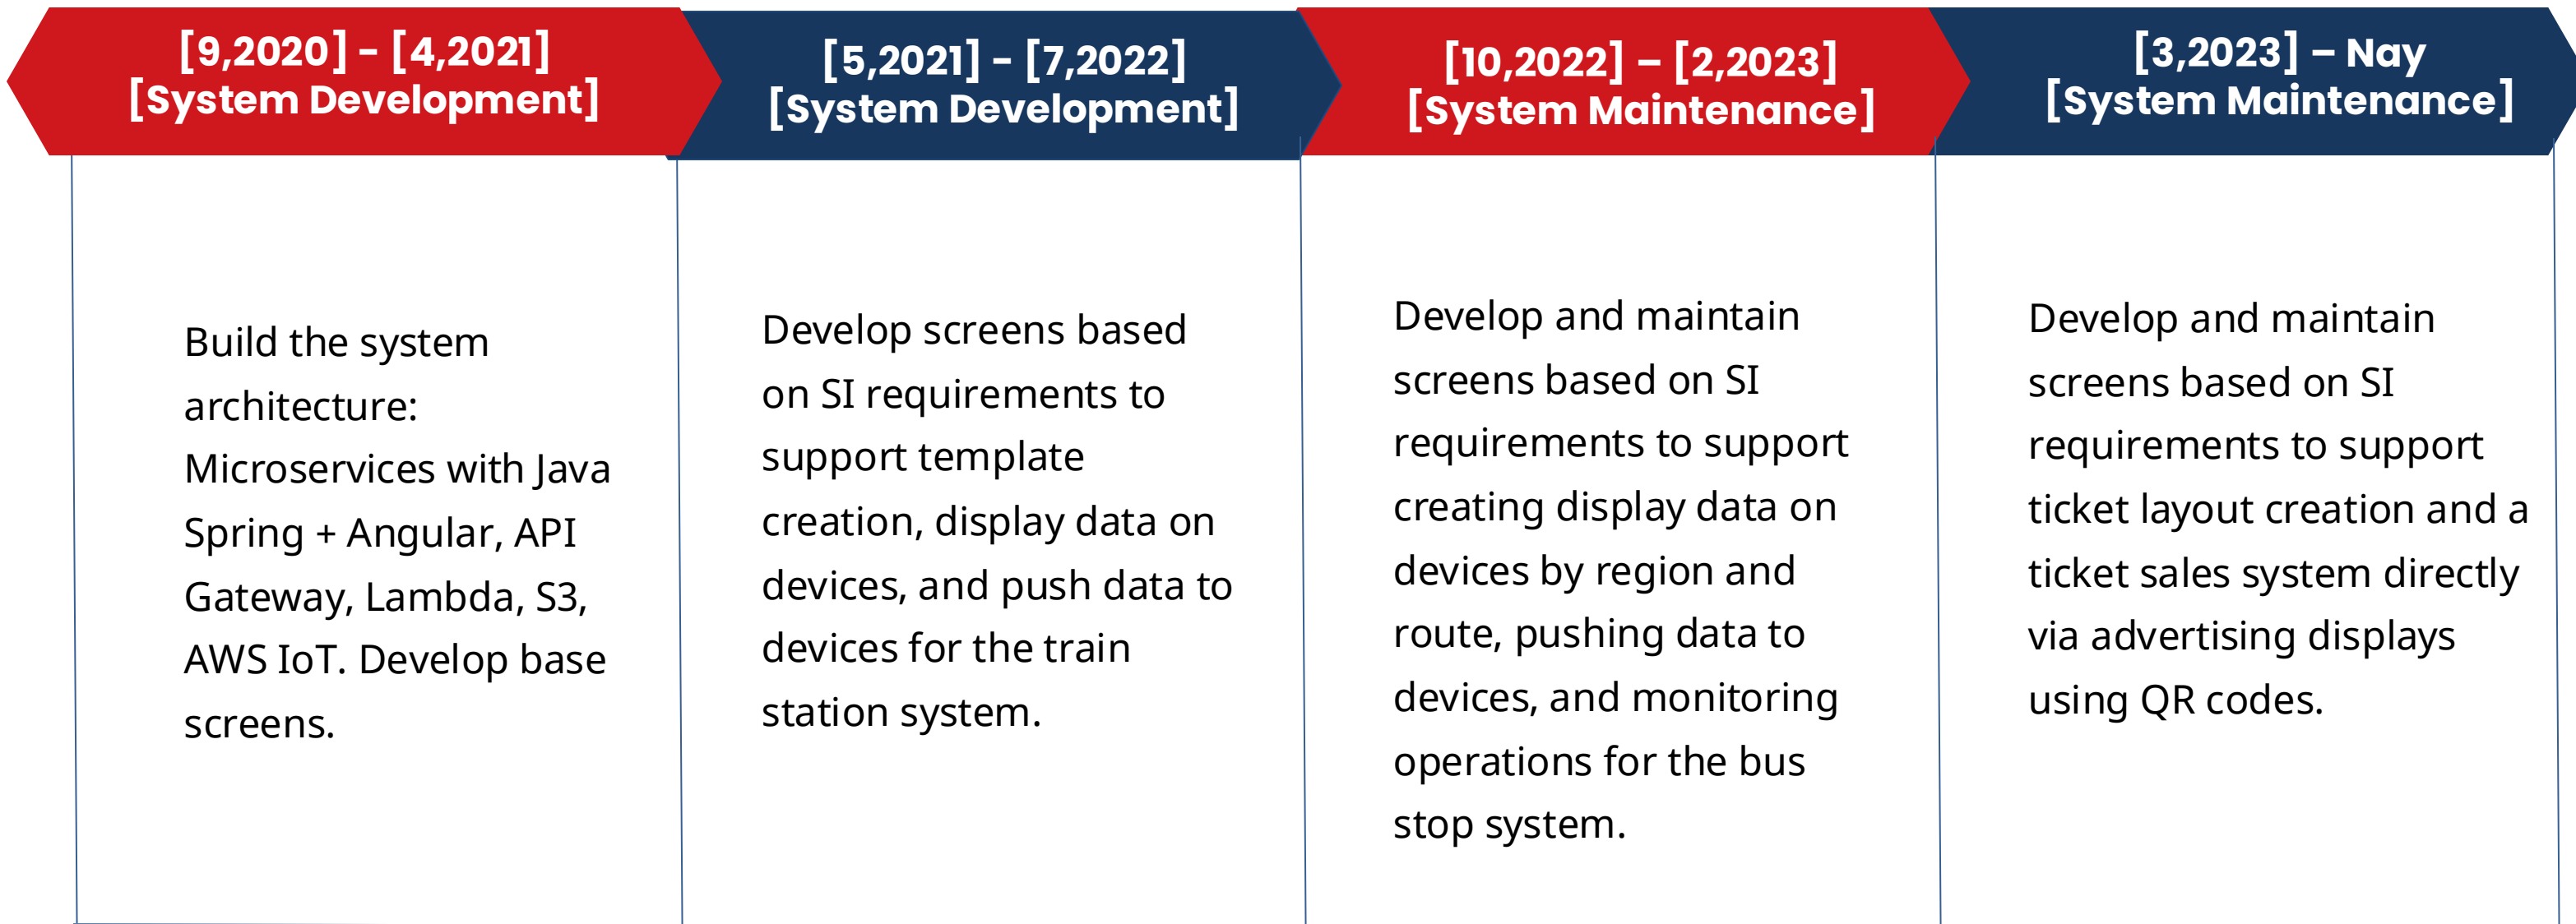 [9,2020] - [4,2021]
[System Development]
Build the system
architecture:
Microservices with Java
Spring + Angular, API
Gateway, Lambda, S3,
AWS IoT. Develop base
screens.
[5,2021] - [7,2022]
[System Development]
Develop screens based
on SI requirements to
support template
creation, display data on
devices, and push data to
devices for the train
station system.
[10,2022] – [2,2023]
[System Maintenance]
Develop and maintain
screens based on SI
requirements to support
creating display data on
devices by region and
route, pushing data to
devices, and monitoring
operations for the bus
stop system.
[3,2023] – Nay
[System Maintenance]
Develop and maintain
screens based on SI
requirements to support
ticket layout creation and a
ticket sales system directly
via advertising displays
using QR codes.